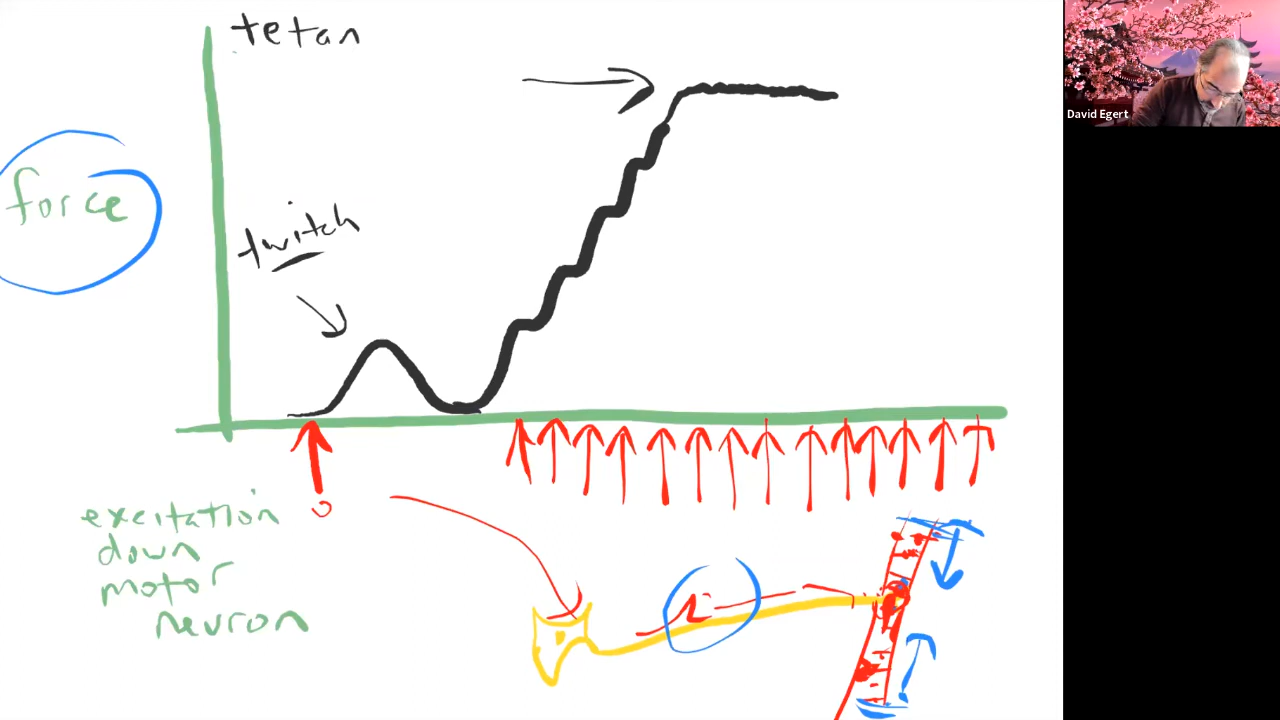 tetan
force
twitch
excitation
down
motor
neuron
David Egert